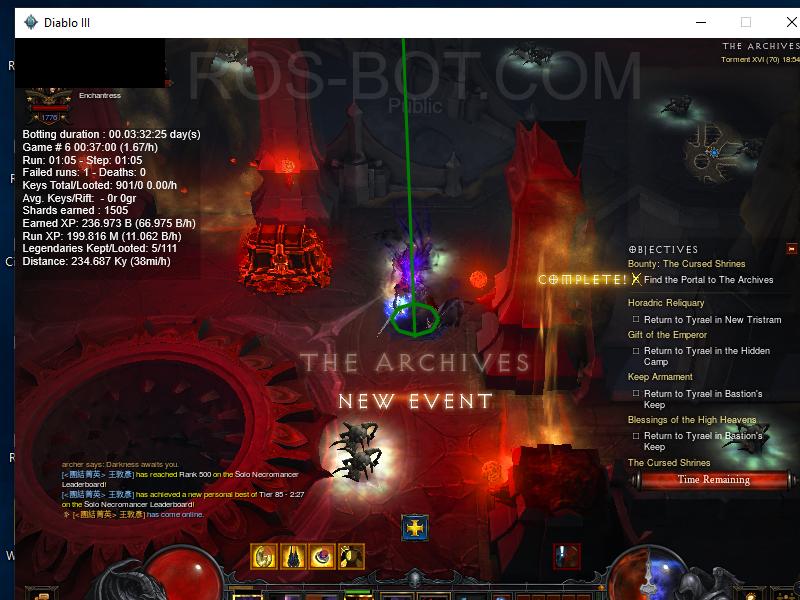 Diablo III
THE ARCHIVES
Torment XVI (70) 18:54
ROS-BOT.COM
Public
Enchantress
1776
Botting duration : 00.03:32:25 day(s)
Game # 6 00:37:00 (1.67/h)
Run: 01:05 - Step: 01:05
Failed runs: 1 - Deaths: 0
Keys Total/Looted: 901/0 0.00/h
Avg. Keys/Rift: - 0r 0gr
Shards earned : 1505
Earned XP: 236.973 B (66.975 B/h)
Run XP: 199.816 M (11.062 B/h)
Legendaries Kept/Looted: 5/111
Distance: 234.687 Ky (38mi/h)
OBJECTIVES
Bounty: The Cursed Shrines
COMPLETE!
Find the Portal to The Archives
Horadric Reliquary
Return to Tyrael in New Tristram
Gift of the Emperor
Return to Tyrael in the Hidden
Camp
Keep Armament
Return to Tyrael in Bastion's
Keep
Blessings of the High Heavens
Return to Tyrael in Bastion's
Keep
The Cursed Shrines
Time Remaining
THE ARCHIVES
NEW EVENT
archer says: Darkness awaits you.
[<團結菁英> 王敦彦] has reached Rank 500 on the Solo Necromancer
Leaderboard!
[<團結菁英> 王敦彦] has achieved a new personal best of Tier 85 - 2:27
on the Solo Necromancer Leaderboard!
[<團結菁英> 王敦彦] has come online.